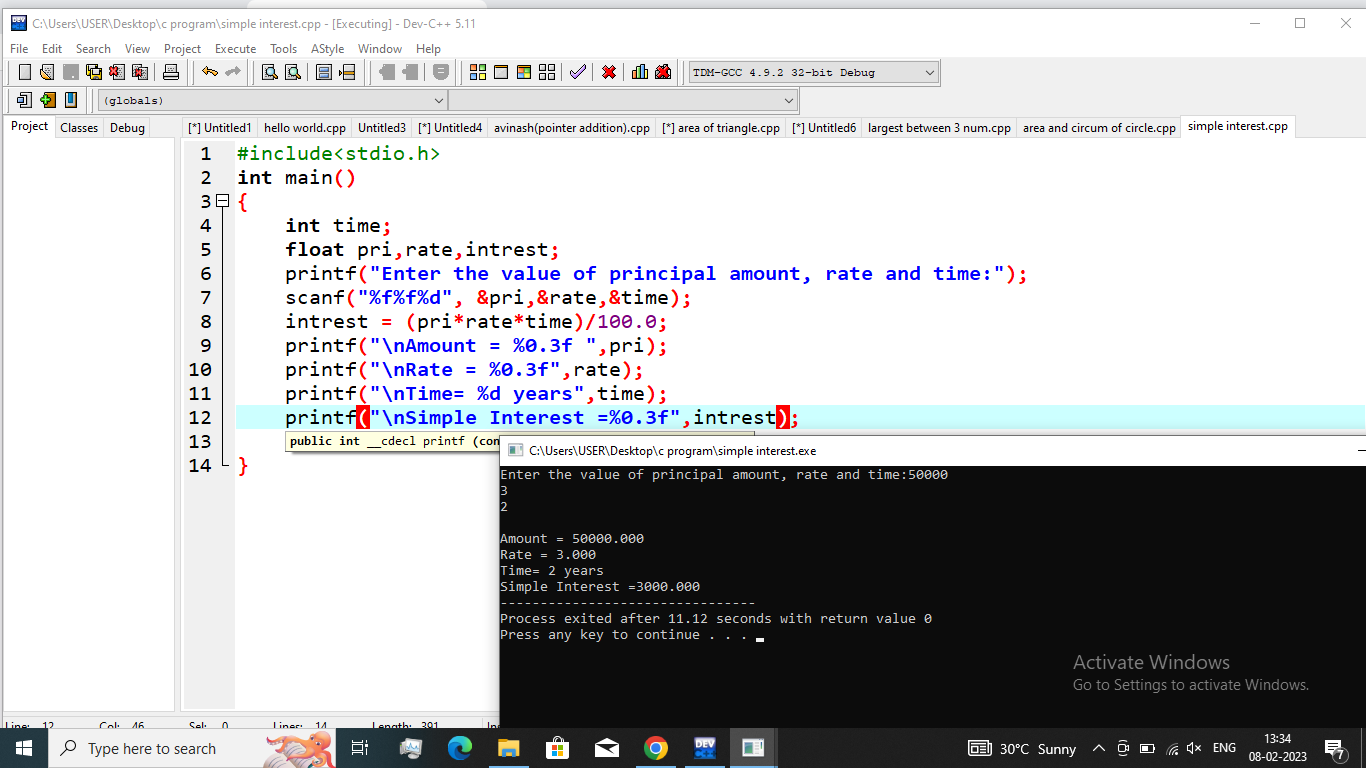 C:\Users\USER\Desktop\c program\simple interest.cpp - [Executing] - Dev-C++ 5.11
File Edit Search View Project Execute Tools AStyle Window Help
TDM-GCC 4.9.2 32-bit Debug
(globals)
Project Classes Debug [*] Untitled1 hello world.cpp Untitled3 [*] Untitled4 avinash(pointer addition).cpp [*] area of triangle.cpp [*] Untitled6 largest between 3 num.cpp area and circum of circle.cpp simple interest.cpp
1 #include<stdio.h>
2 int main()
3 {
4 int time;
5 float pri,rate,intrest;
6 printf("Enter the value of principal amount, rate and time:");
7 scanf("%f%f%d", &pri,&rate,&time);
8 intrest = (pri*rate*time)/100.0;
9 printf("\nAmount = %0.3f ",pri);
10 printf("\nRate = %0.3f",rate);
11 printf("\nTime= %d years",time);
12 printf("\nSimple Interest =%0.3f",intrest);
13 public int __cdecl printf (con
14 }
C:\Users\USER\Desktop\c program\simple interest.exe
Enter the value of principal amount, rate and time:50000
3
2
Amount = 50000.000
Rate = 3.000
Time= 2 years
Simple Interest =3000.000
--------------------------------
Process exited after 11.12 seconds with return value 0
Press any key to continue . . .
Activate Windows
Go to Settings to activate Windows.
Line: 12 Col: 46 Sel: 0 Lines: 14 Length: 391
Type here to search DEV 30°C Sunny ENG 13:34
08-02-2023 7